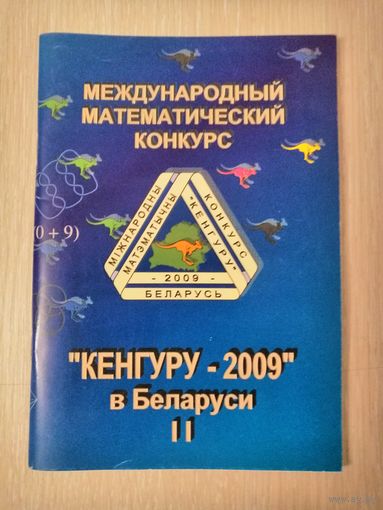 МЕЖДУНАРОДНЫЙ
МАТЕМАТИЧЕСКИЙ
КОНКУРС
0 + 9)
МІЖНАРОДНЫ
МАТЭМАТЫЧНЫ
КОНКУРС
"КЕНГУРУ"
- 2009 -
БЕЛАРУСЬ
"КЕНГУРУ - 2009"
в Беларуси
11